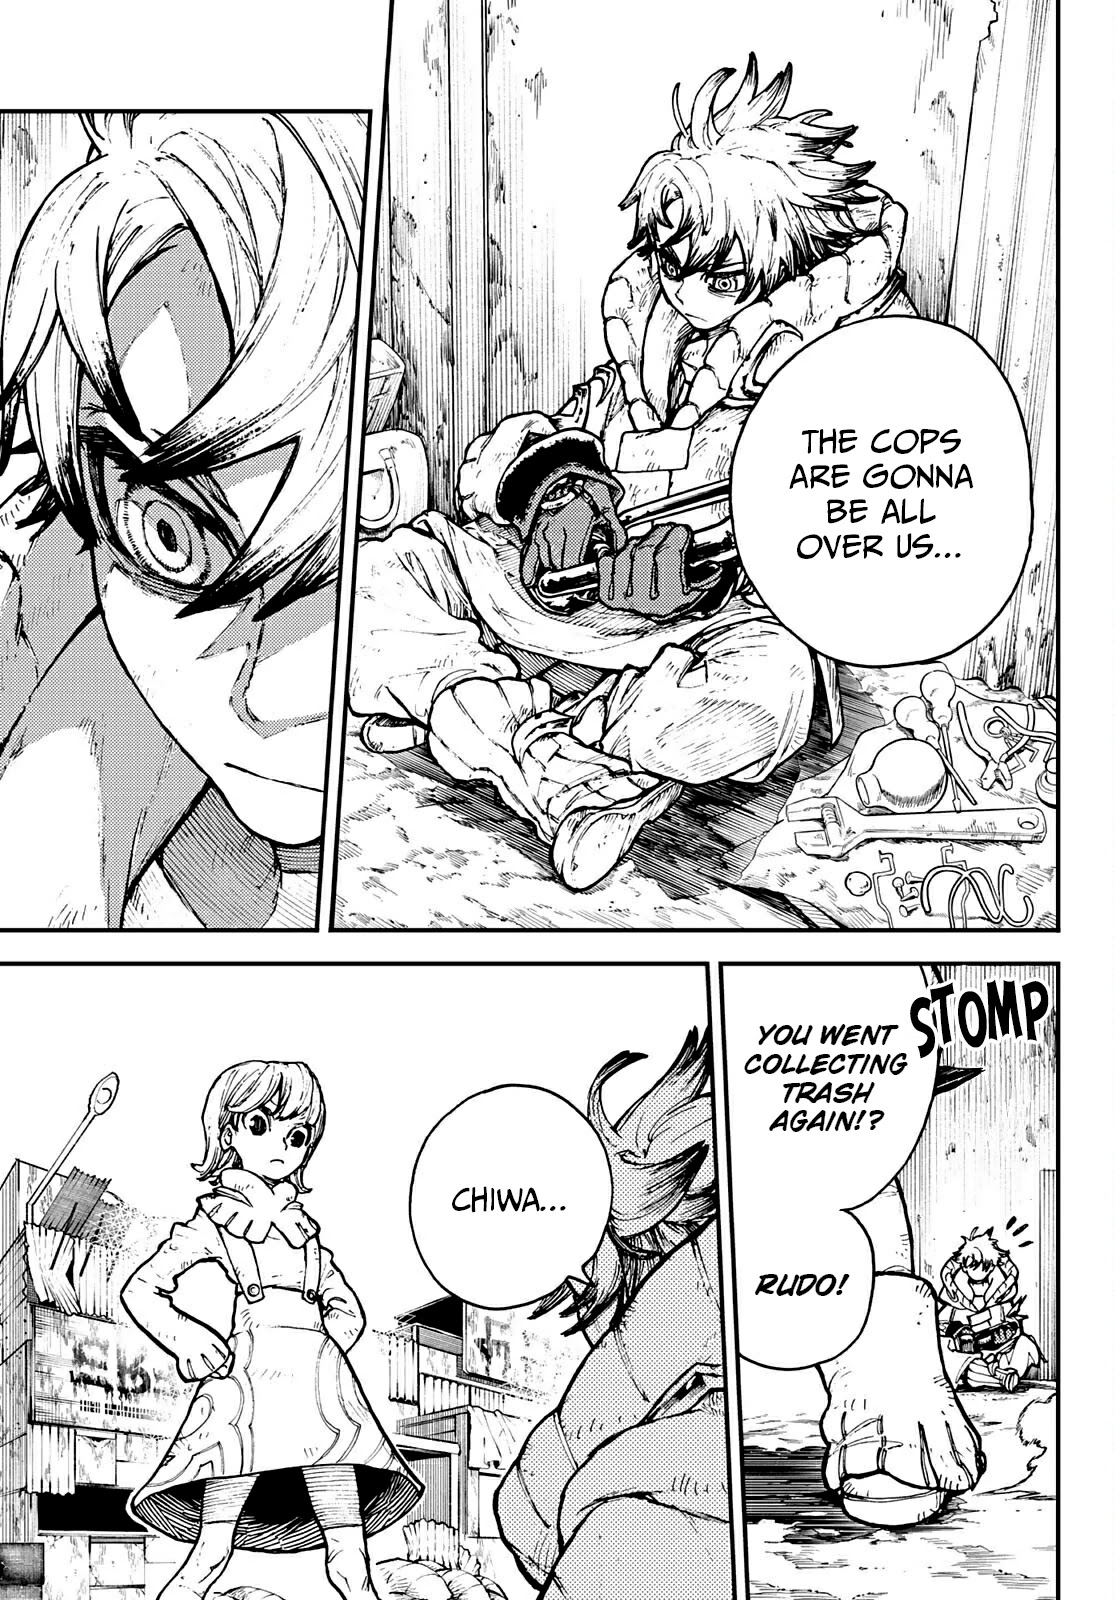 THE COPS
ARE GONNA
BE ALL
OVER US...
STOMP
YOU WENT
COLLECTING
TRASH
AGAIN!?
RUDO!
CHIWA...